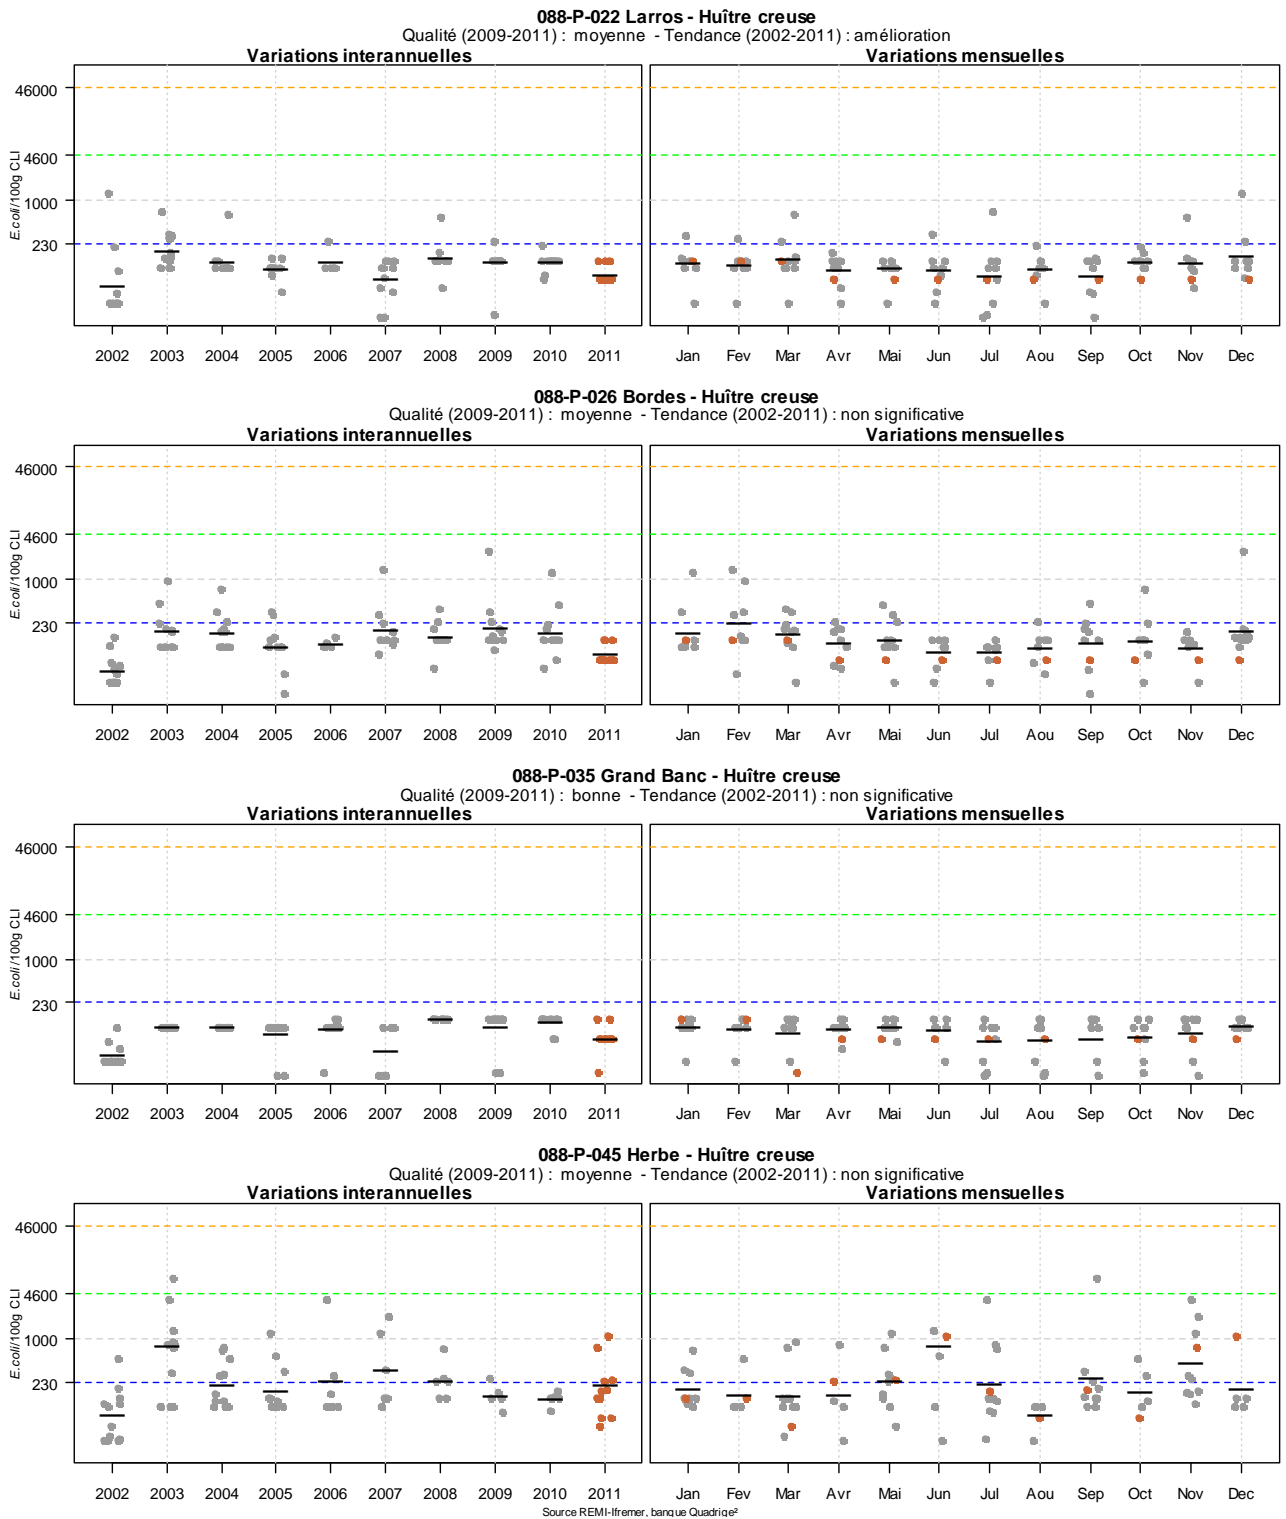 088-P-022 Larros - Huître creuse
Qualité (2009-2011) : moyenne - Tendance (2002-2011) : amélioration
Variations interannuelles
Variations mensuelles
46000
4600
1000
230
E.coli/100g CLI
2002 2003 2004 2005 2006 2007 2008 2009 2010 2011
Jan Fev Mar Avr Mai Jun Jul Aou Sep Oct Nov Dec
088-P-026 Bordes - Huître creuse
Qualité (2009-2011) : moyenne - Tendance (2002-2011) : non significative
Variations interannuelles
Variations mensuelles
46000
4600
1000
230
E.coli/100g CLI
2002 2003 2004 2005 2006 2007 2008 2009 2010 2011
Jan Fev Mar Avr Mai Jun Jul Aou Sep Oct Nov Dec
088-P-035 Grand Banc - Huître creuse
Qualité (2009-2011) : bonne - Tendance (2002-2011) : non significative
Variations interannuelles
Variations mensuelles
46000
4600
1000
230
E.coli/100g CLI
2002 2003 2004 2005 2006 2007 2008 2009 2010 2011
Jan Fev Mar Avr Mai Jun Jul Aou Sep Oct Nov Dec
088-P-045 Herbe - Huître creuse
Qualité (2009-2011) : moyenne - Tendance (2002-2011) : non significative
Variations interannuelles
Variations mensuelles
46000
4600
1000
230
E.coli/100g CLI
2002 2003 2004 2005 2006 2007 2008 2009 2010 2011
Jan Fev Mar Avr Mai Jun Jul Aou Sep Oct Nov Dec
Source REMI-Ifremer, banque Quadrige²